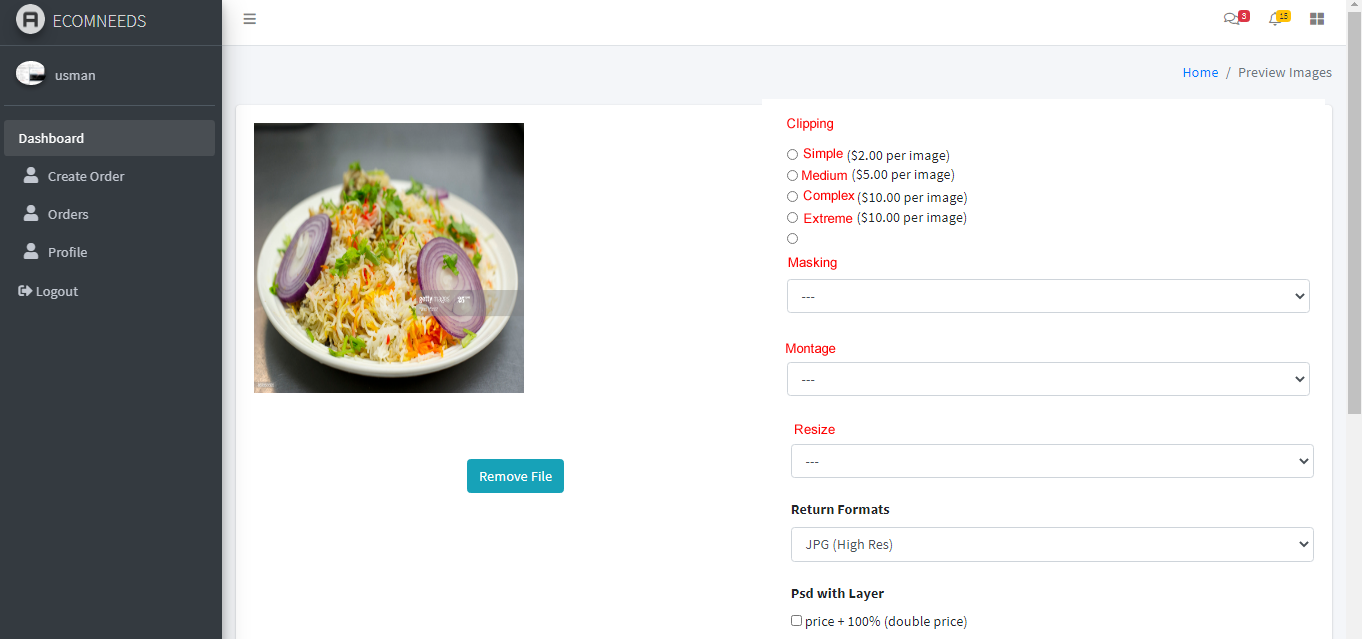 ECOMNEEDS
3
15
usman
Home / Preview Images
Dashboard
Create Order
Orders
Profile
Logout
gettyimages
Remove File
Clipping
Simple ($2.00 per image)
Medium ($5.00 per image)
Complex ($10.00 per image)
Extreme ($10.00 per image)
Masking
---
Montage
---
Resize
---
Return Formats
JPG (High Res)
Psd with Layer
price + 100% (double price)